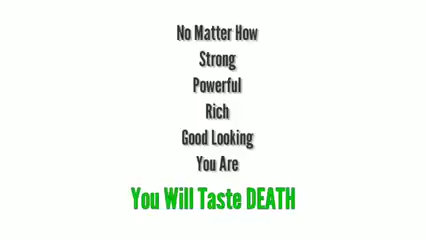 No Matter How
Strong
Powerful
Rich
Good Looking
You Are
You Will Taste DEATH